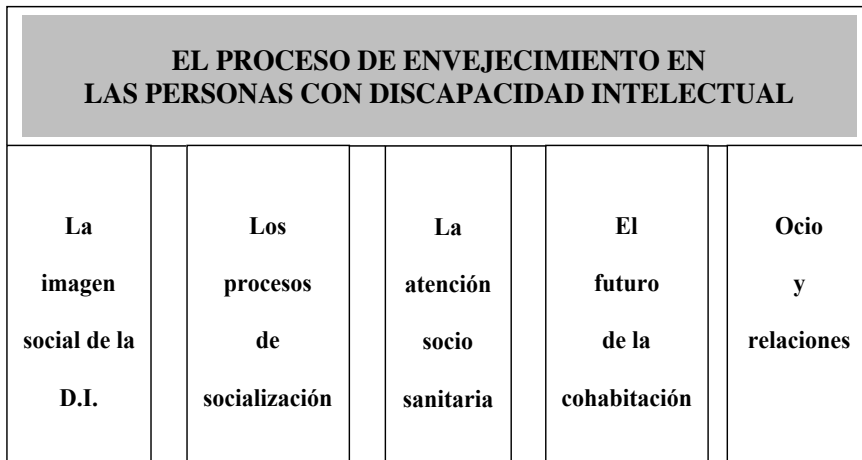 EL PROCESO DE ENVEJECIMIENTO EN
LAS PERSONAS CON DISCAPACIDAD INTELECTUAL
La
imagen
social de la
D.I.
Los
procesos
de
socialización
La
atención
socio
sanitaria
El
futuro
de la
cohabitación
Ocio
y
relaciones